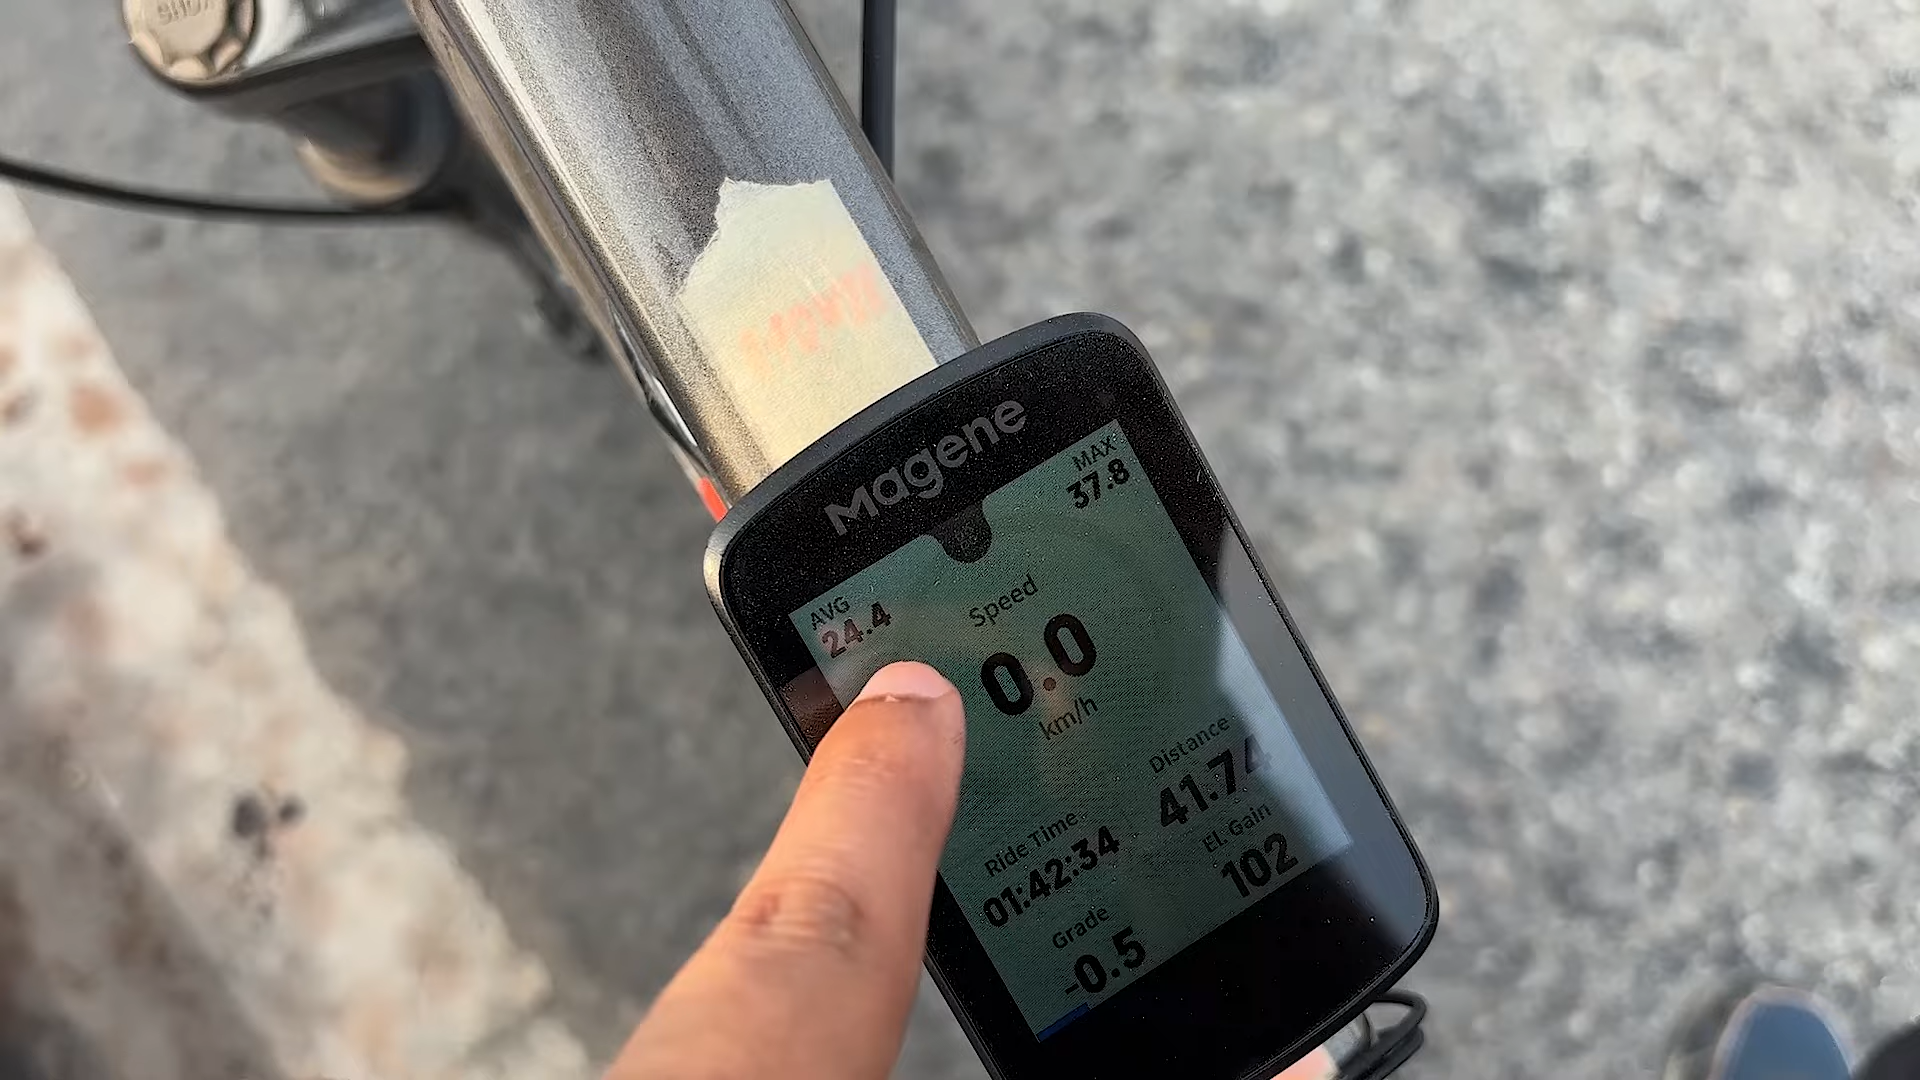 Magene
MAX
37.8
AVG
24.4
Speed
0.0
km/h
Distance
41.74
Ride Time
01:42:34
El. Gain
102
Grade
-0.5